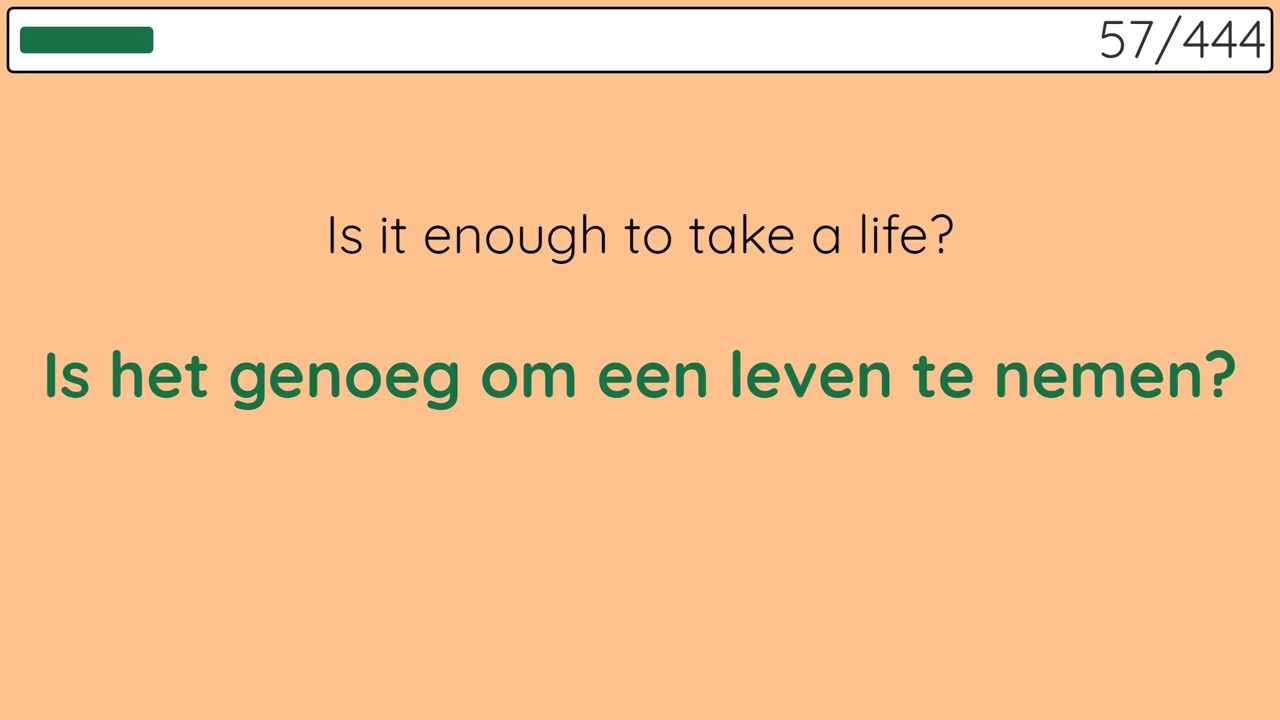 57/444
Is it enough to take a life?
Is het genoeg om een leven te nemen?